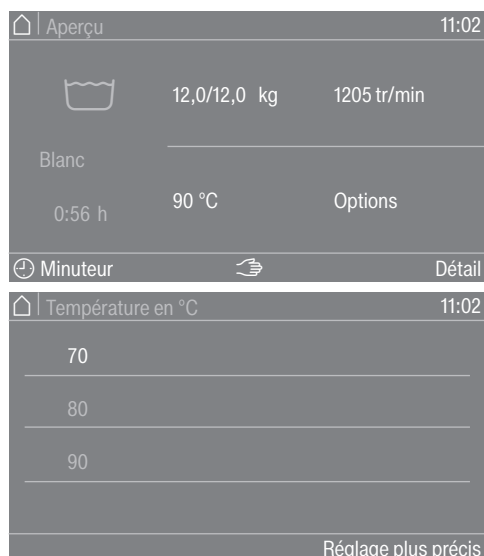 Aperçu 11:02
12,0/12,0 kg 1205 tr/min
Blanc
90 °C Options
0:56 h
Minuteur Détail
Température en °C 11:02
70
80
90
Réglage plus précis